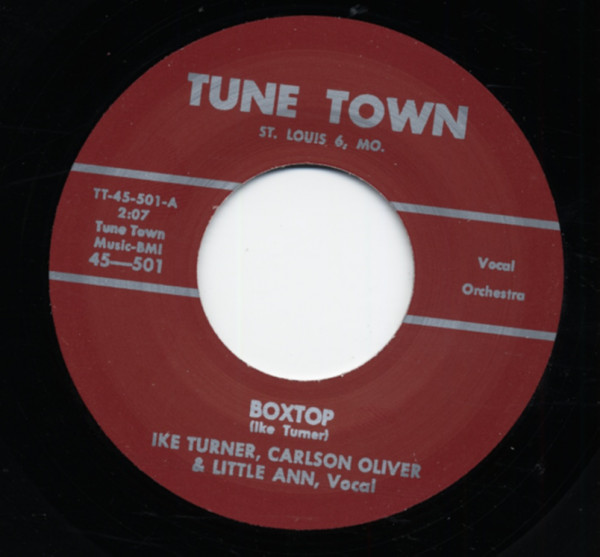 TUNE TOWN
ST. LOUIS 6, MO.
TT-45-501-A
2:07
Tune Town
Music-BMI
45—501
Vocal
Orchestra
BOXTOP
(Ike Turner)
IKE TURNER, CARLSON OLIVER
& LITTLE ANN, Vocal